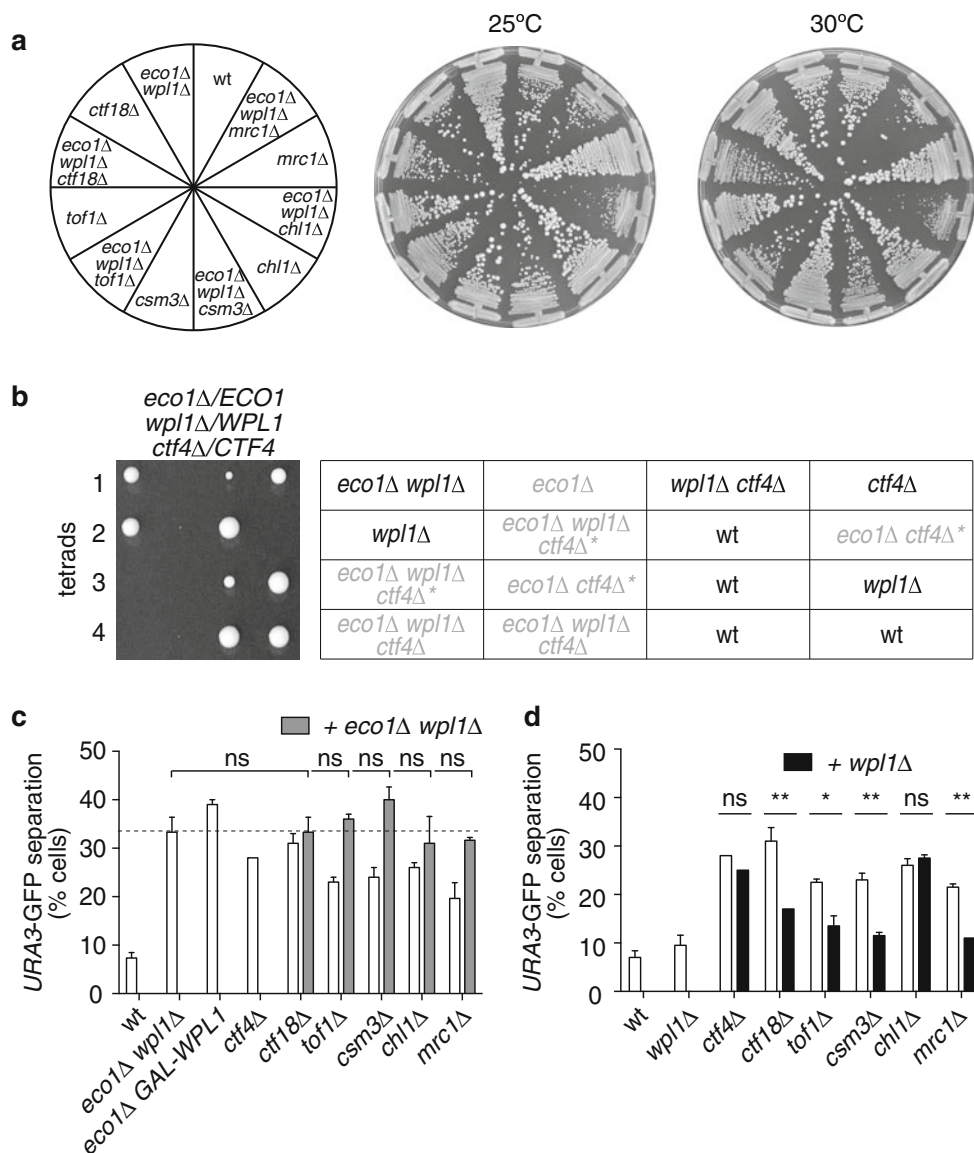 a
25°C
30°C
wt
eco1Δ
wpl1Δ
mrc1Δ
mrc1Δ
eco1Δ
wpl1Δ
chl1Δ
chl1Δ
eco1Δ
wpl1Δ
csm3Δ
csm3Δ
eco1Δ
wpl1Δ
tof1Δ
tof1Δ
eco1Δ
wpl1Δ
ctf18Δ
ctf18Δ
eco1Δ
wpl1Δ
b
eco1Δ/ECO1
wpl1Δ/WPL1
ctf4Δ/CTF4
tetrads
1
2
3
4
eco1Δ wpl1Δ
eco1Δ
wpl1Δ ctf4Δ
ctf4Δ
wpl1Δ
eco1Δ wpl1Δ
ctf4Δ*
wt
eco1Δ ctf4Δ*
eco1Δ wpl1Δ
ctf4Δ*
eco1Δ ctf4Δ*
wt
wpl1Δ
eco1Δ wpl1Δ
ctf4Δ
eco1Δ wpl1Δ
ctf4Δ
wt
wt
c
+ eco1Δ wpl1Δ
URA3-GFP separation
(% cells)
50
40
30
20
10
0
ns
ns
ns
ns
ns
wt
eco1Δ wpl1Δ
eco1Δ GAL-WPL1
ctf4Δ
ctf18Δ
tof1Δ
csm3Δ
chl1Δ
mrc1Δ
d
+ wpl1Δ
URA3-GFP separation
(% cells)
50
40
30
20
10
0
ns
**
*
**
ns
**
wt
wpl1Δ
ctf4Δ
ctf18Δ
tof1Δ
csm3Δ
chl1Δ
mrc1Δ